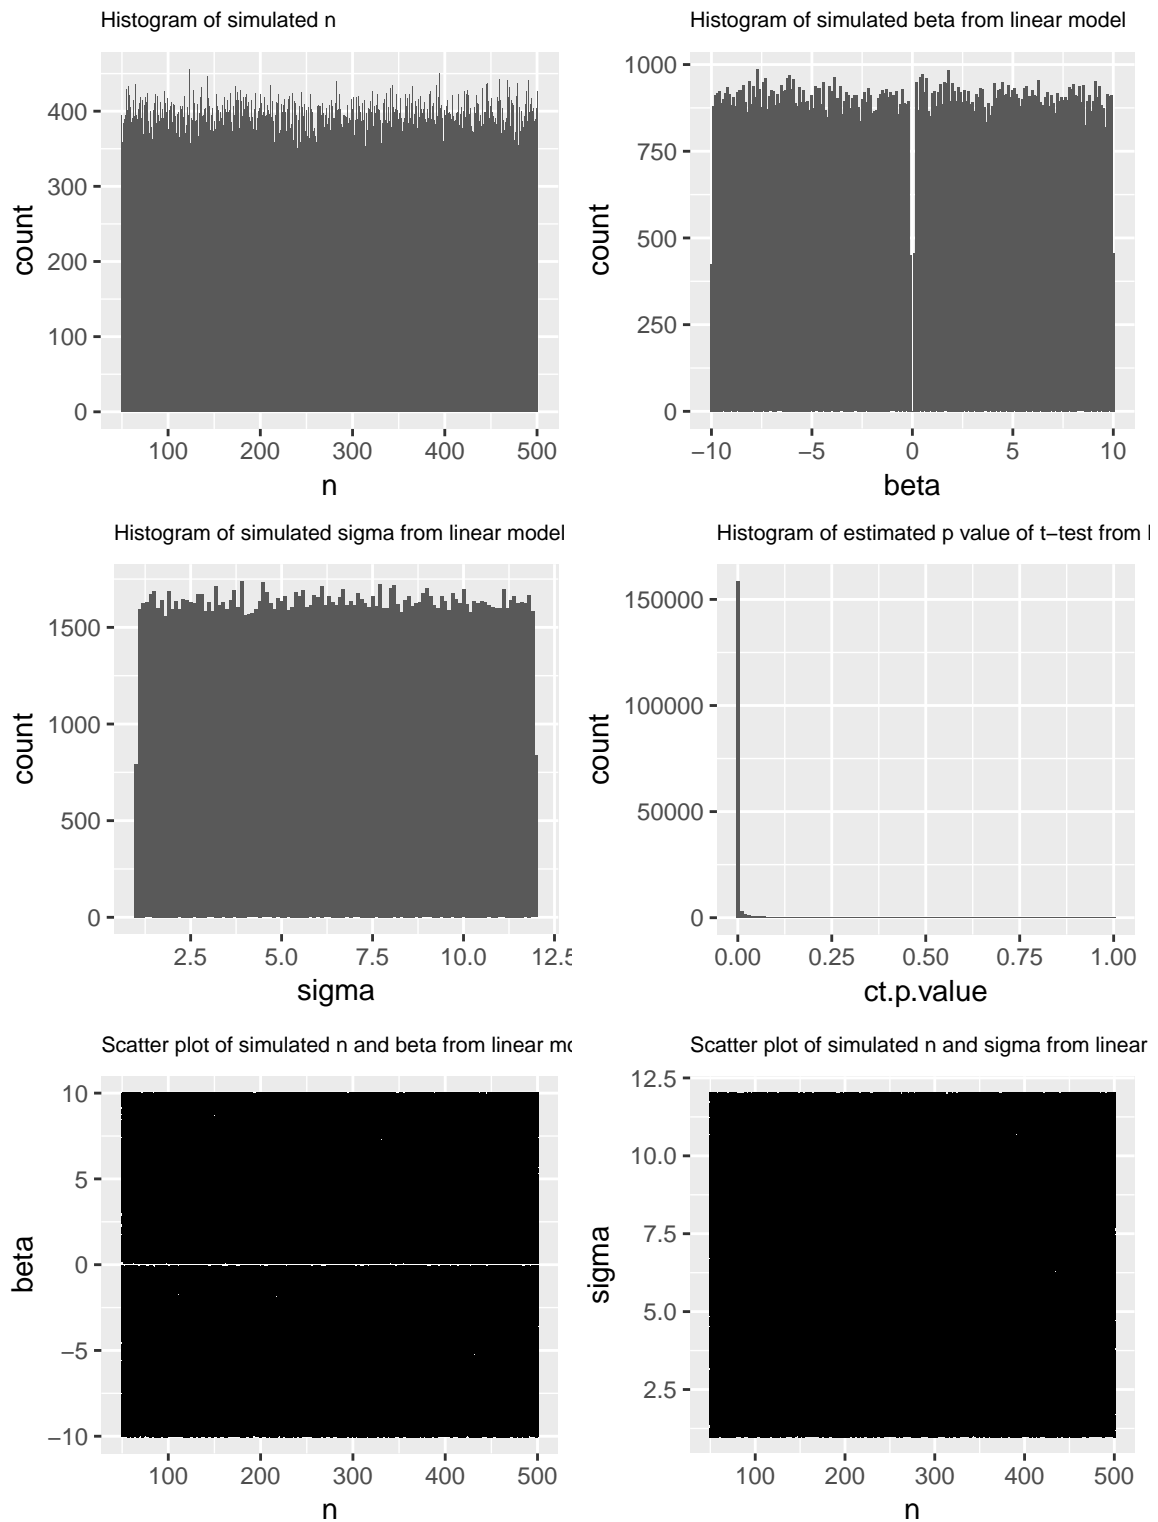 Histogram of simulated n
400
300
200
100
0
count
100 200 300 400 500
n
Histogram of simulated beta from linear model
1000
750
500
250
0
count
−10 −5 0 5 10
beta
Histogram of simulated sigma from linear model
1500
1000
500
0
count
2.5 5.0 7.5 10.0 12.5
sigma
Histogram of estimated p value of t−test from
150000
100000
50000
0
count
0.00 0.25 0.50 0.75 1.00
ct.p.value
Scatter plot of simulated n and beta from linear mo
10
5
0
−5
−10
beta
100 200 300 400 500
n
Scatter plot of simulated n and sigma from linear
12.5
10.0
7.5
5.0
2.5
sigma
100 200 300 400 500
n